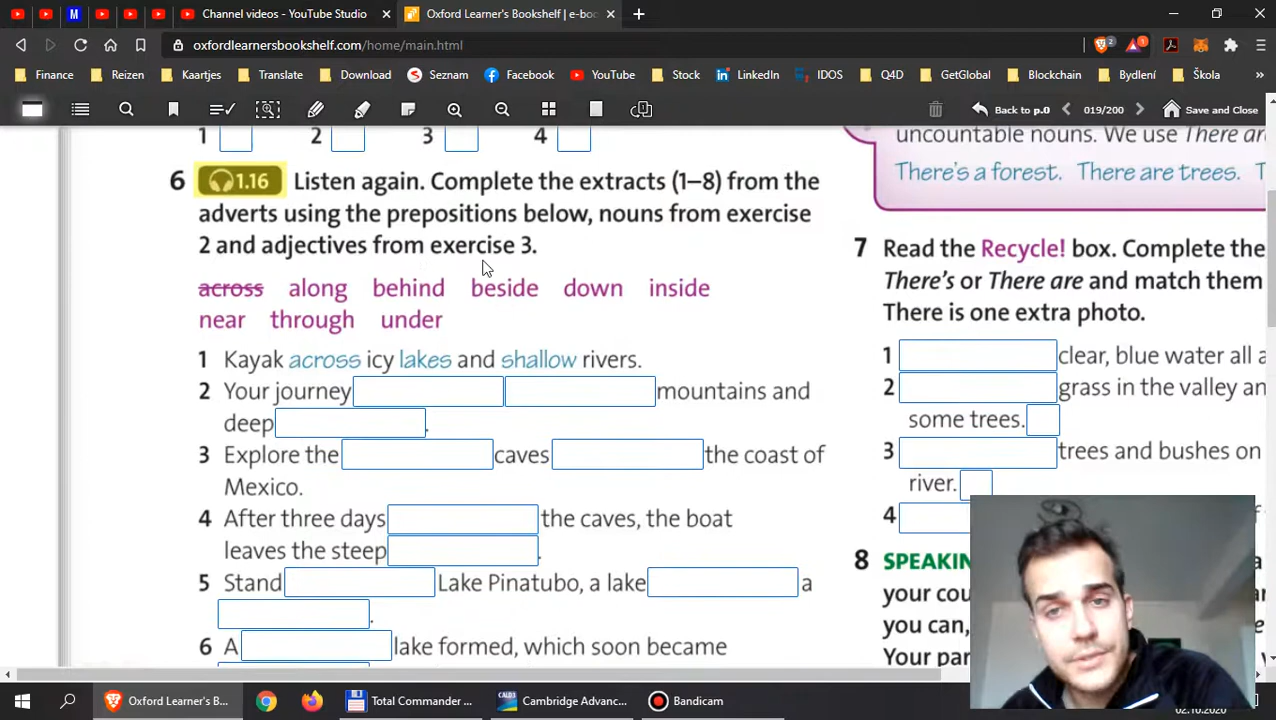 Channel videos - YouTube Studio
Oxford Learner's Bookshelf | e-boo
oxfordlearnersbookshelf.com/home/main.html
2
1
Finance
Reizen
Kaartjes
Translate
Download
Seznam
Facebook
YouTube
Stock
LinkedIn
IDOS
Q4D
GetGlobal
Blockchain
Bydlení
Škola
»
Back to p.0
019/200
Save and Close
1 2 3 4
6 1.16 Listen again. Complete the extracts (1–8) from the
adverts using the prepositions below, nouns from exercise
2 and adjectives from exercise 3.
across along behind beside down inside
near through under
1 Kayak across icy lakes and shallow rivers.
2 Your journey mountains and
deep .
3 Explore the caves the coast of
Mexico.
4 After three days the caves, the boat
leaves the steep .
5 Stand Lake Pinatubo, a lake a
.
6 A lake formed, which soon became
uncountable nouns. We use There are
There's a forest. There are trees.
7 Read the Recycle! box. Complete the
There's or There are and match them
There is one extra photo.
1 clear, blue water all a
2 grass in the valley an
some trees.
3 trees and bushes on
river.
4
8 SPEAKIN
your cou
you can,
Your par
Oxford Learner's B...
Total Commander ...
Cambridge Advanc...
Bandicam
02.10.2020